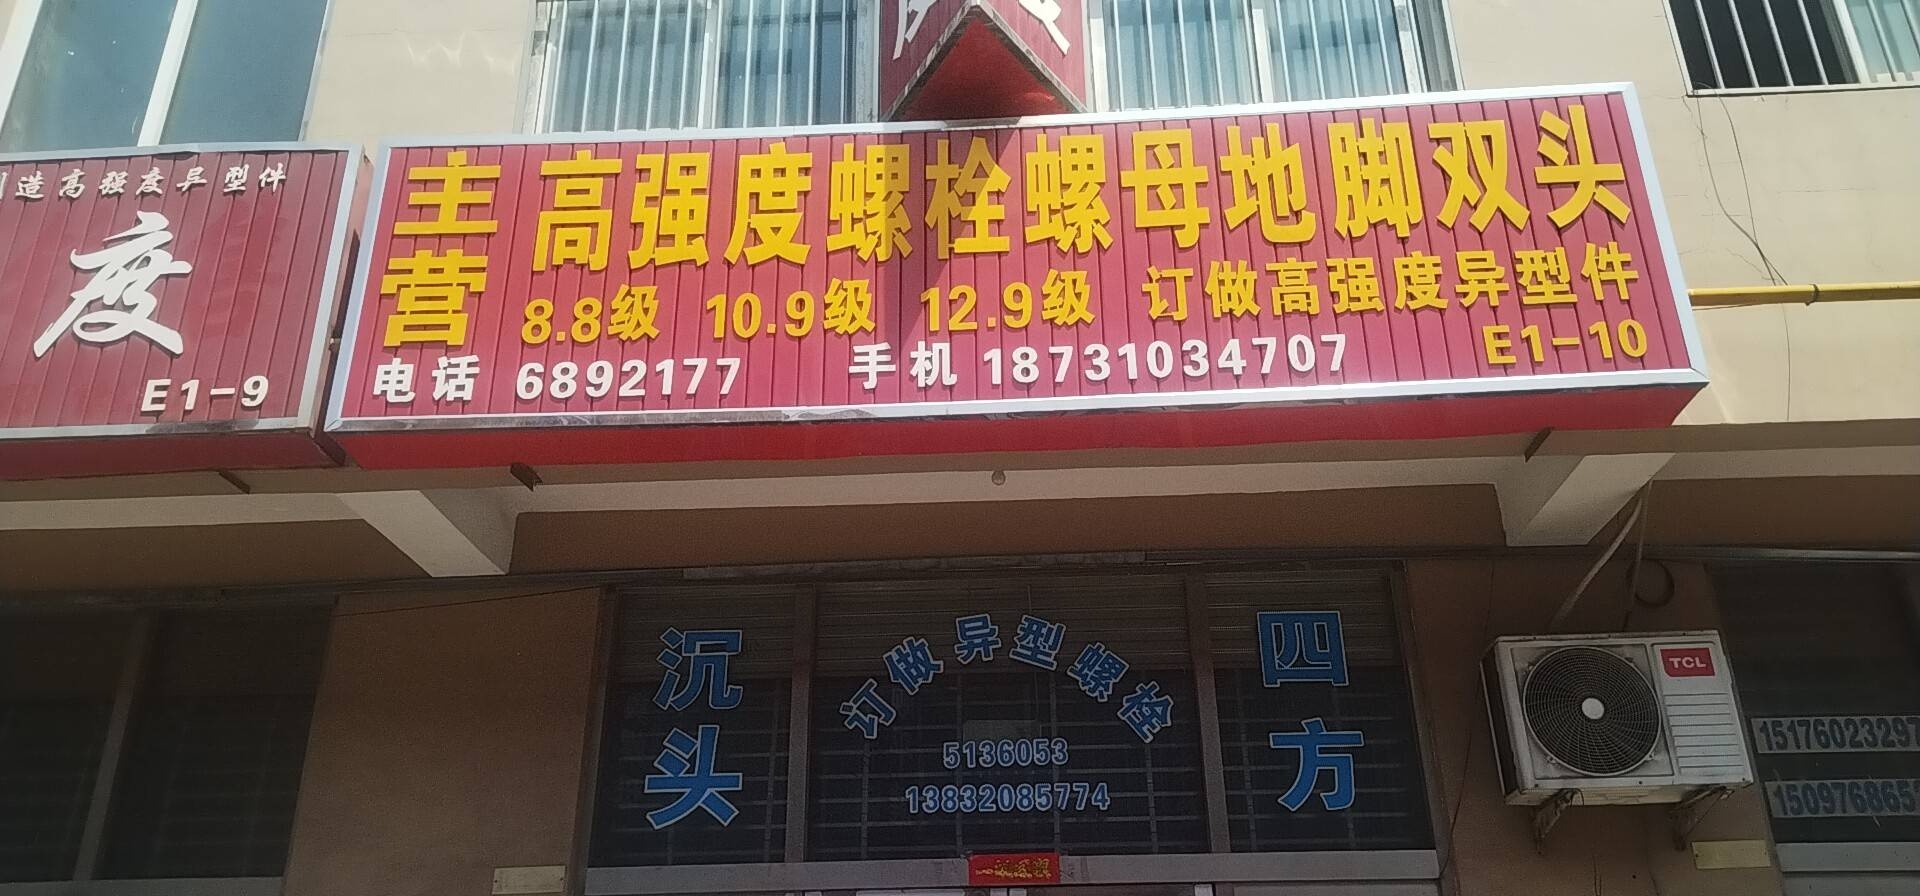 造高强度异型件
度
E1-9
主营
高强度螺栓螺母地脚双头
8.8级 10.9级 12.9级 订做高强度异型件
电话 6892177 手机 18731034707
E1-10
沉头
订做异型螺栓
5136053
13832085774
四方
TCL
1517602329
150976865